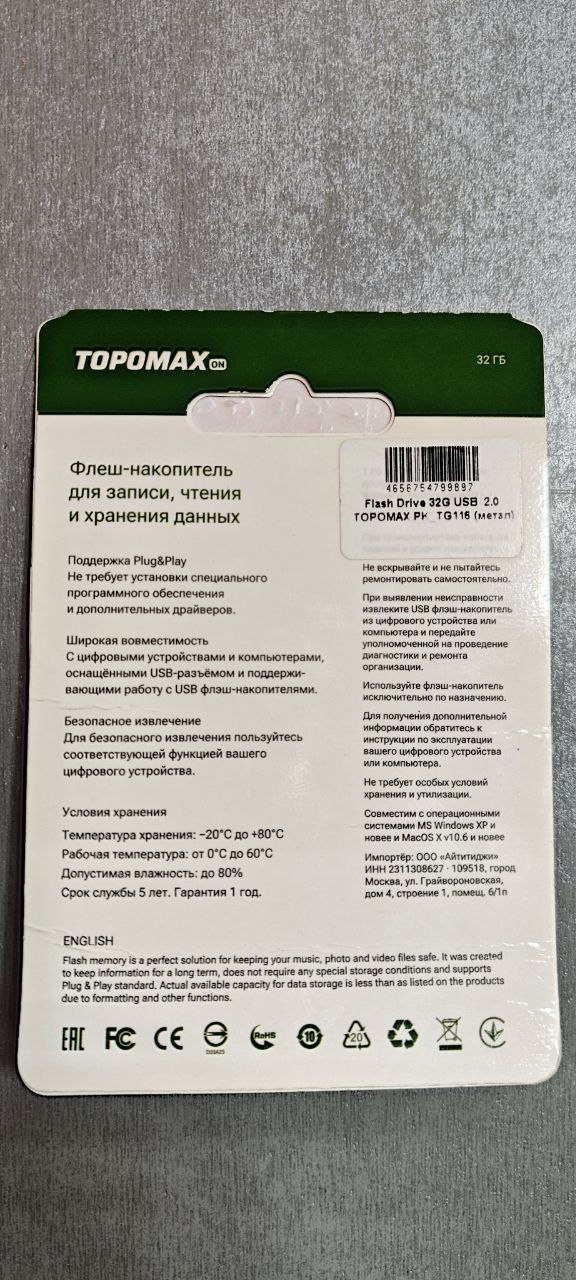 TOPOMAX ON
32 ГБ
Флеш-накопитель
для записи, чтения
и хранения данных
Поддержка Plug&Play
Не требует установки специального
программного обеспечения
и дополнительных драйверов.
Широкая вовместимость
С цифровыми устройствами и компьютерами,
оснащёнными USB-разъёмом и поддержи-
вающими работу с USB флэш-накопителями.
Безопасное извлечение
Для безопасного извлечения пользуйтесь
соответствующей функцией вашего
цифрового устройства.
Условия хранения
Температура хранения: –20°C до +80°C
Рабочая температура: от 0°C до 60°C
Допустимая влажность: до 80%
Срок службы 5 лет. Гарантия 1 год.
4656754799897
Flash Drive 32G USB 2.0
TOPOMAX PK_TG116 (метал)
Не вскрывайте и не пытайтесь
ремонтировать самостоятельно.
При выявлении неисправности
извлеките USB флэш-накопитель
из цифрового устройства или
компьютера и передайте
уполномоченной на проведение
диагностики и ремонта
организации.
Используйте флэш-накопитель
исключительно по назначению.
Для получения дополнительной
информации обратитесь к
инструкции по эксплуатации
вашего цифрового устройства
или компьютера.
Не требует особых условий
хранения и утилизации.
Совместим с операционными
системами MS Windows XP и
новее и MacOS X v10.6 и новее
Импортёр: ООО «Айтитиджи»
ИНН 2311308627 · 109518, город
Москва, ул. Грайвороновская,
дом 4, строение 1, помещ. 6/1п
ENGLISH
Flash memory is a perfect solution for keeping your music, photo and video files safe. It was created
to keep information for a long term, does not require any special storage conditions and supports
Plug & Play standard. Actual available capacity for data storage is less than as listed on the products
due to formatting and other functions.
EAC FC CE RoHS 10 20